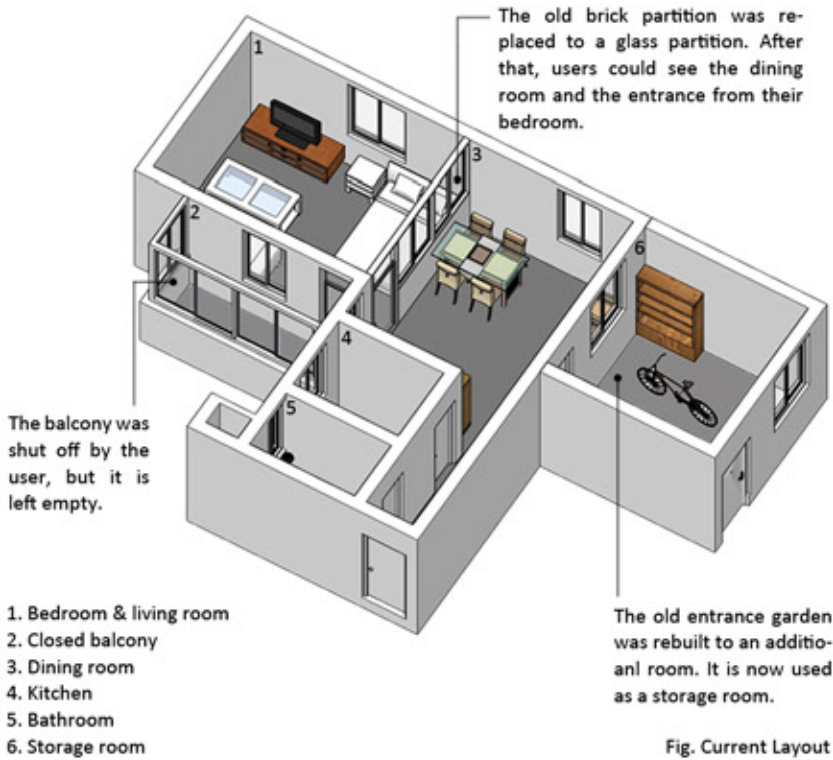 The old brick partition was re-
placed to a glass partition. After
that, users could see the dining
room and the entrance from their
bedroom.
1
2
3
4
5
6
The balcony was
shut off by the
user, but it is
left empty.
1. Bedroom & living room
2. Closed balcony
3. Dining room
4. Kitchen
5. Bathroom
6. Storage room
The old entrance garden
was rebuilt to an additio-
anl room. It is now used
as a storage room.
Fig. Current Layout